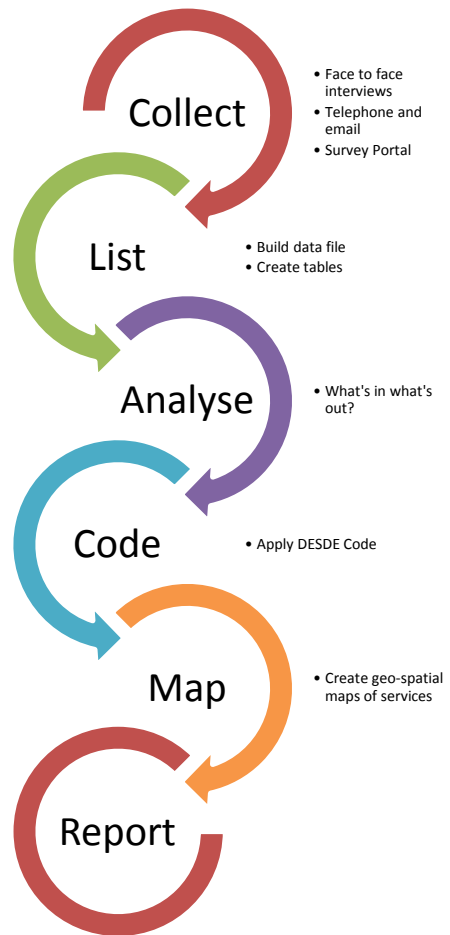 Collect
• Face to face
interviews
• Telephone and
email
• Survey Portal
List
• Build data file
• Create tables
Analyse
• What's in what's
out?
Code
• Apply DESDE Code
Map
• Create geo-spatial
maps of services
Report